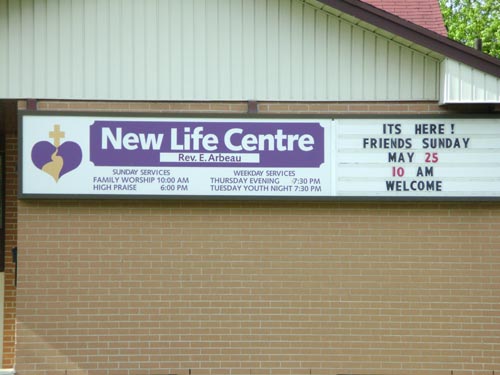 New Life Centre
Rev. E. Arbeau
SUNDAY SERVICES
FAMILY WORSHIP 10:00 AM
HIGH PRAISE 6:00 PM
WEEKDAY SERVICES
THURSDAY EVENING 7:30 PM
TUESDAY YOUTH NIGHT 7:30 PM
ITS HERE!
FRIENDS SUNDAY
MAY 25
10 AM
WELCOME